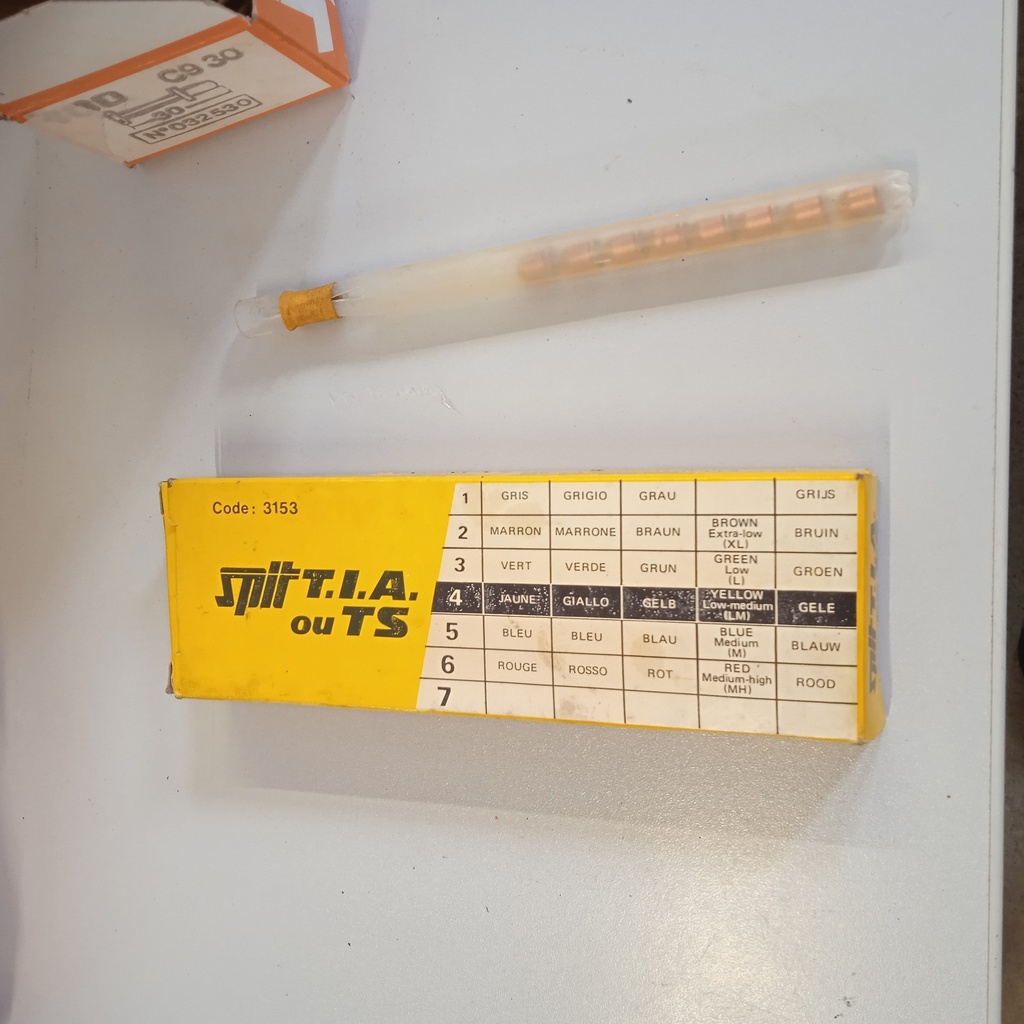 C9 30
30
N° 032530
Code: 3153
spit T.I.A.
ou TS
1 GRIS GRIGIO GRAU GRIJS
2 MARRON MARRONE BRAUN BROWN Extra-low (XL) BRUIN
3 VERT VERDE GRUN GREEN Low (L) GROEN
4 JAUNE GIALLO GELB YELLOW Low-medium (LM) GELE
5 BLEU BLEU BLAU BLUE Medium (M) BLAUW
6 ROUGE ROSSO ROT RED Medium-high (MH) ROOD
7